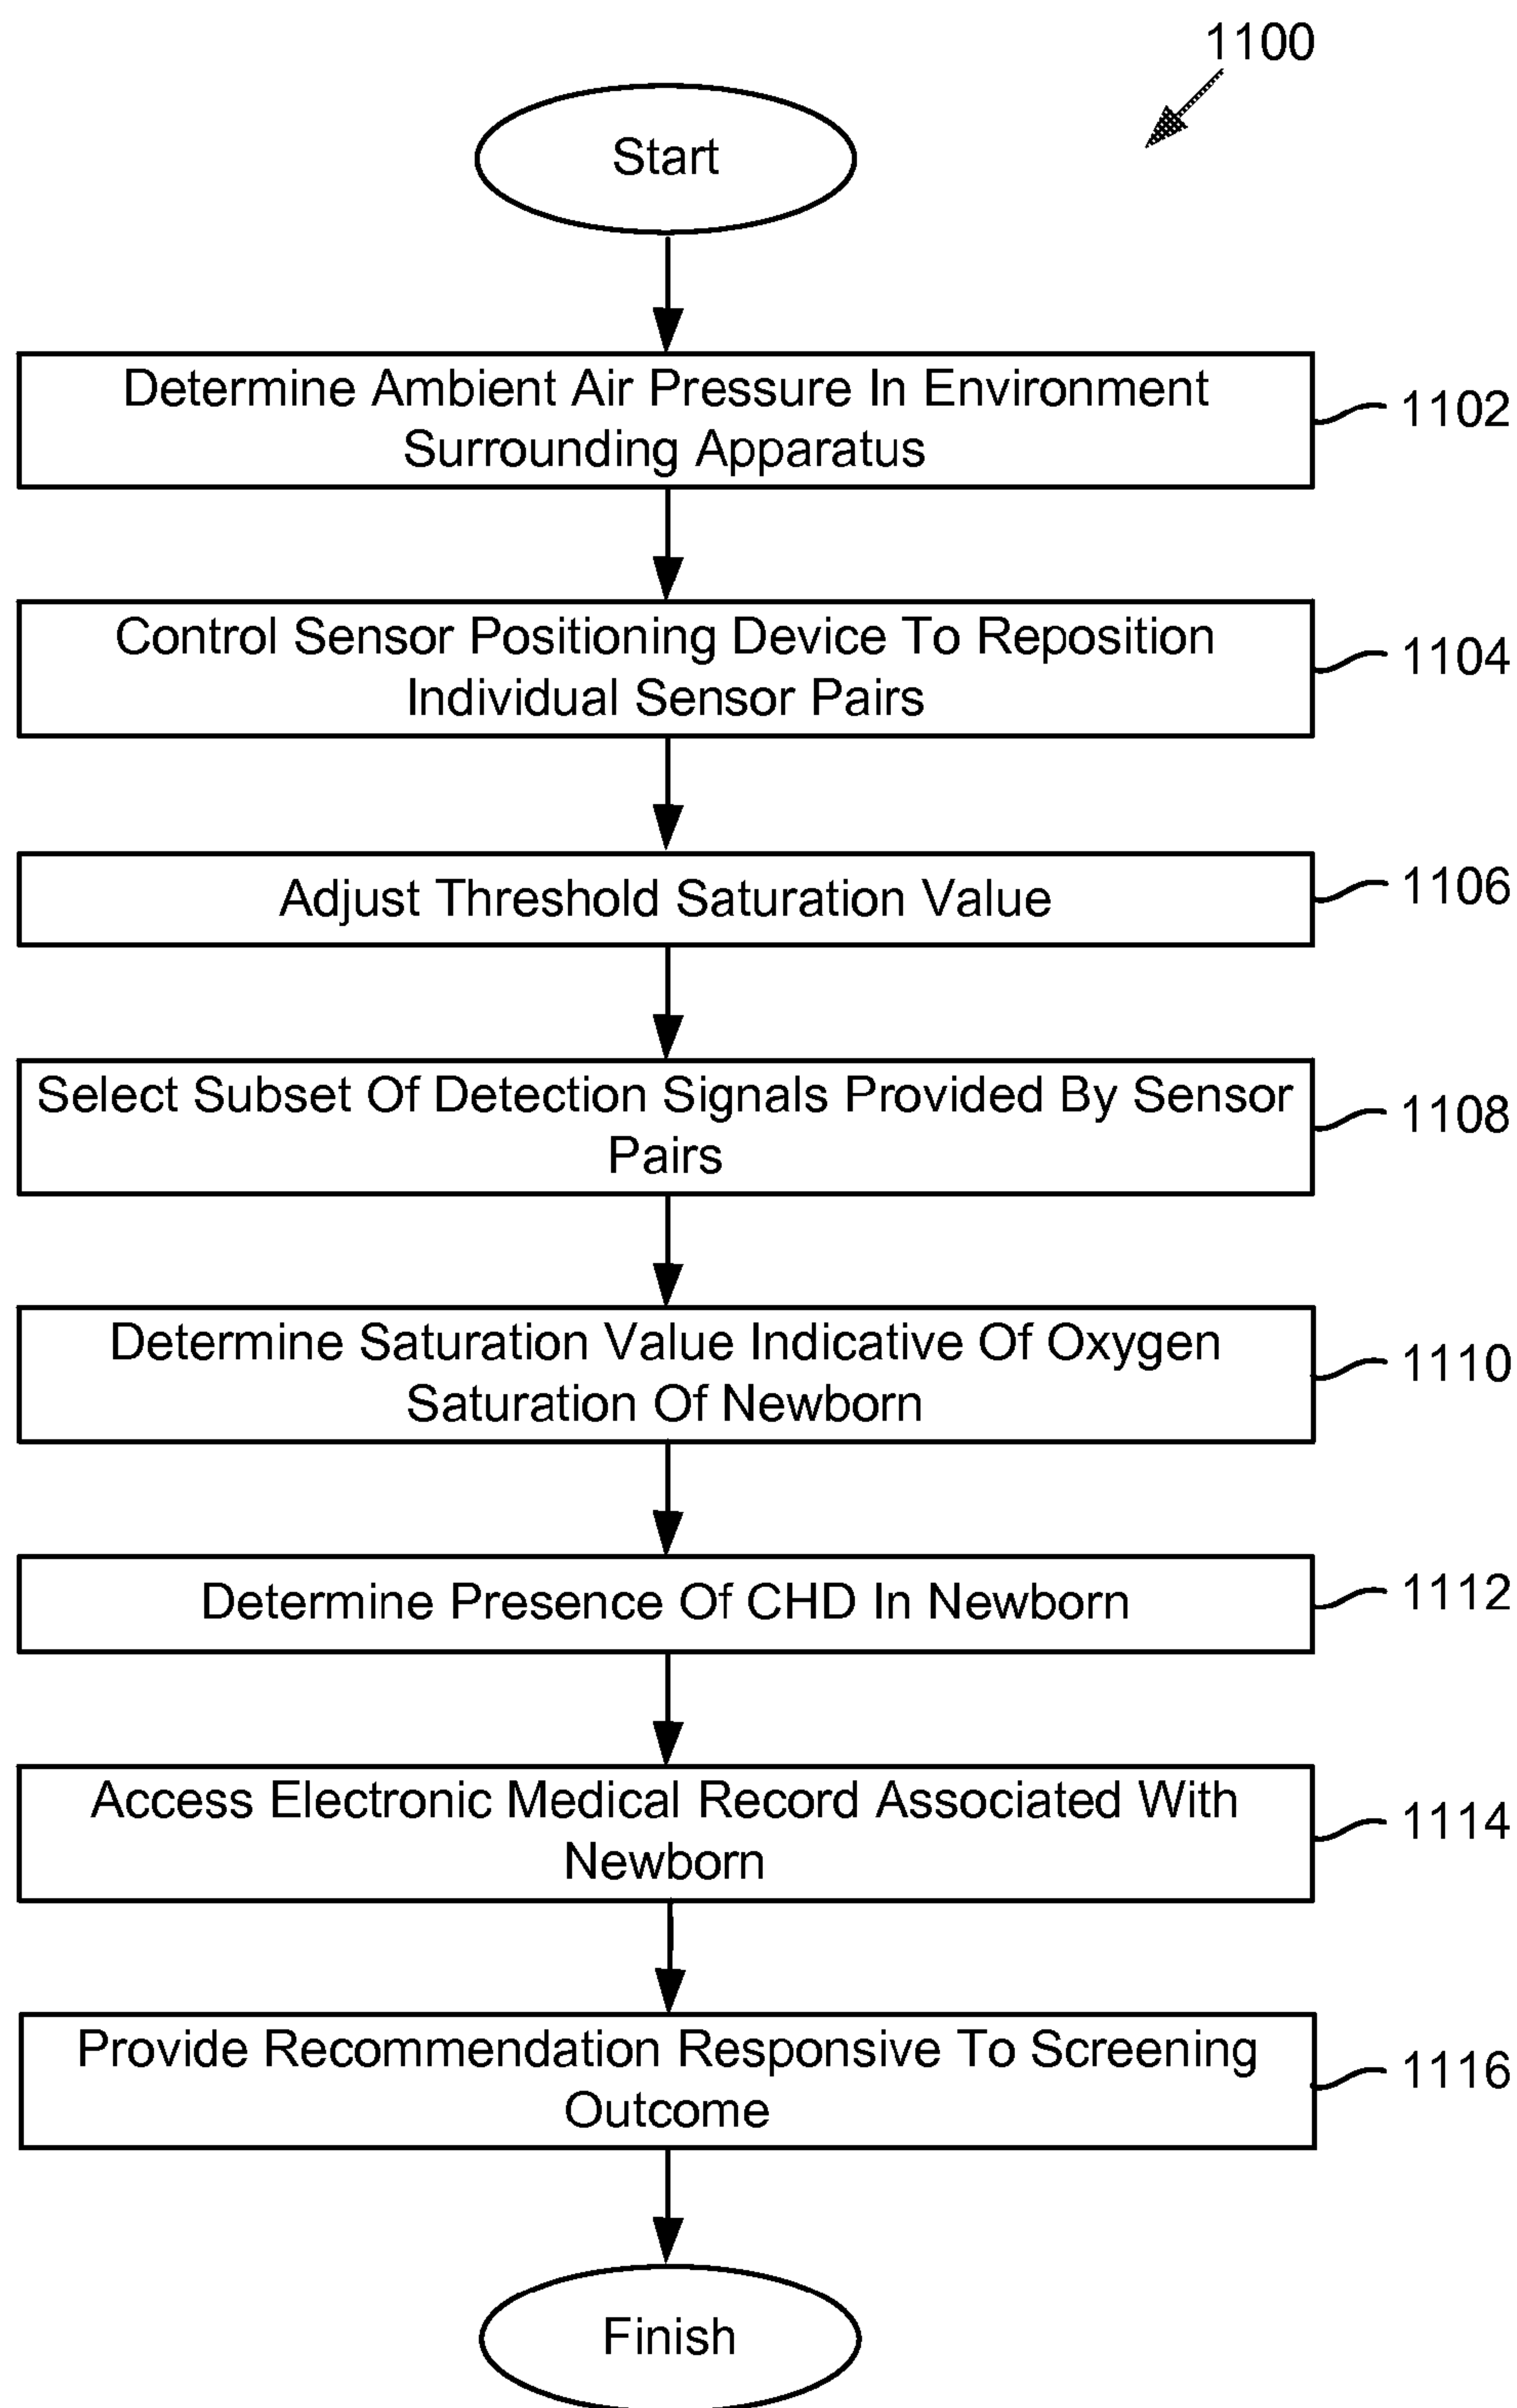 1100
Start
Determine Ambient Air Pressure In Environment
Surrounding Apparatus
1102
Control Sensor Positioning Device To Reposition
Individual Sensor Pairs
1104
Adjust Threshold Saturation Value
1106
Select Subset Of Detection Signals Provided By Sensor
Pairs
1108
Determine Saturation Value Indicative Of Oxygen
Saturation Of Newborn
1110
Determine Presence Of CHD In Newborn
1112
Access Electronic Medical Record Associated With
Newborn
1114
Provide Recommendation Responsive To Screening
Outcome
1116
Finish